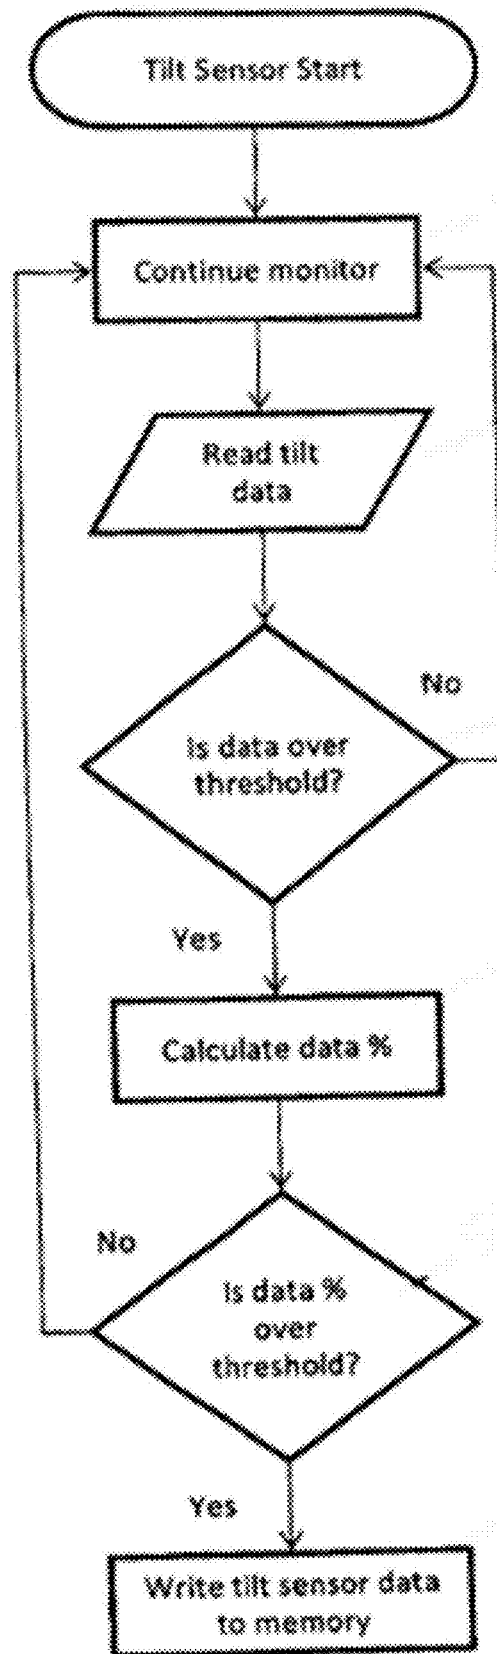 Tilt Sensor Start
Continue monitor
Read tilt
data
No
Is data over
threshold?
Yes
Calculate data %
No
Is data %
over
threshold?
Yes
Write tilt sensor data
to memory